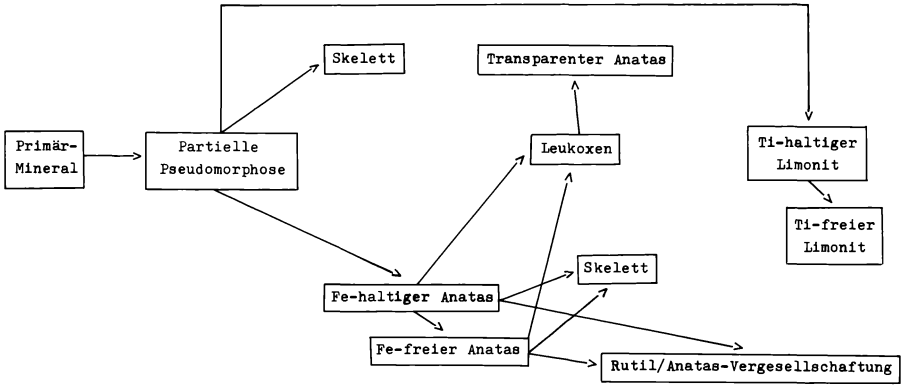 Skelett
Transparenter Anatas
Primär-
Mineral
Partielle
Pseudomorphose
Leukoxen
Ti-haltiger
Limonit
Ti-freier
Limonit
Skelett
Fe-haltiger Anatas
Fe-freier Anatas
Rutil/Anatas-Vergesellschaftung